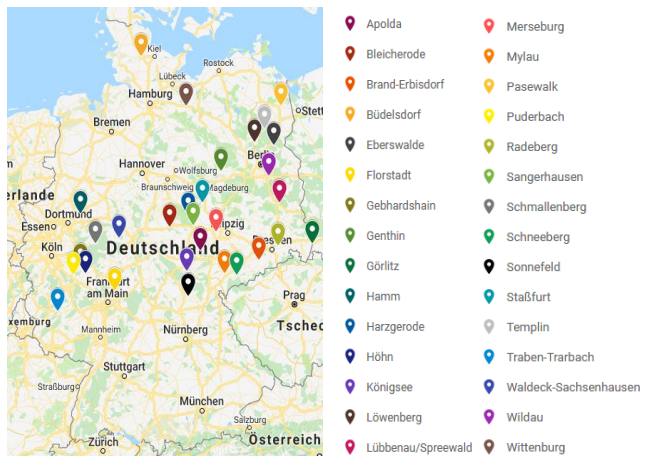 Kiel
Rostock
Lübeck
Hamburg
Stett
Bremen
Berlin
Hannover
Wolfsburg
Braunschweig
Magdeburg
erlande
Dortmund
Essen
ipzig
Dresden
Köln
Deutschland
Frankfurt
am Main
Prag
xemburg
Mannheim
Tschec
Nürnberg
Stuttgart
Straßburg
München
Salzburg
Zürich
Österreich
Apolda
Bleicherode
Brand-Erbisdorf
Büdelsdorf
Eberswalde
Florstadt
Gebhardshain
Genthin
Görlitz
Hamm
Harzgerode
Höhn
Königsee
Löwenberg
Lübbenau/Spreewald
Merseburg
Mylau
Pasewalk
Puderbach
Radeberg
Sangerhausen
Schmallenberg
Schneeberg
Sonnefeld
Staßfurt
Templin
Traben-Trarbach
Waldeck-Sachsenhausen
Wildau
Wittenburg